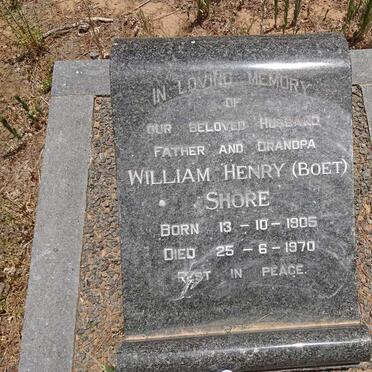 IN LOVING MEMORY
OF
OUR BELOVED HUSBAND
FATHER AND GRANDPA
WILLIAM HENRY (BOET)
SHORE
BORN 13 - 10 - 1905
DIED 25 - 6 - 1970
REST IN PEACE.